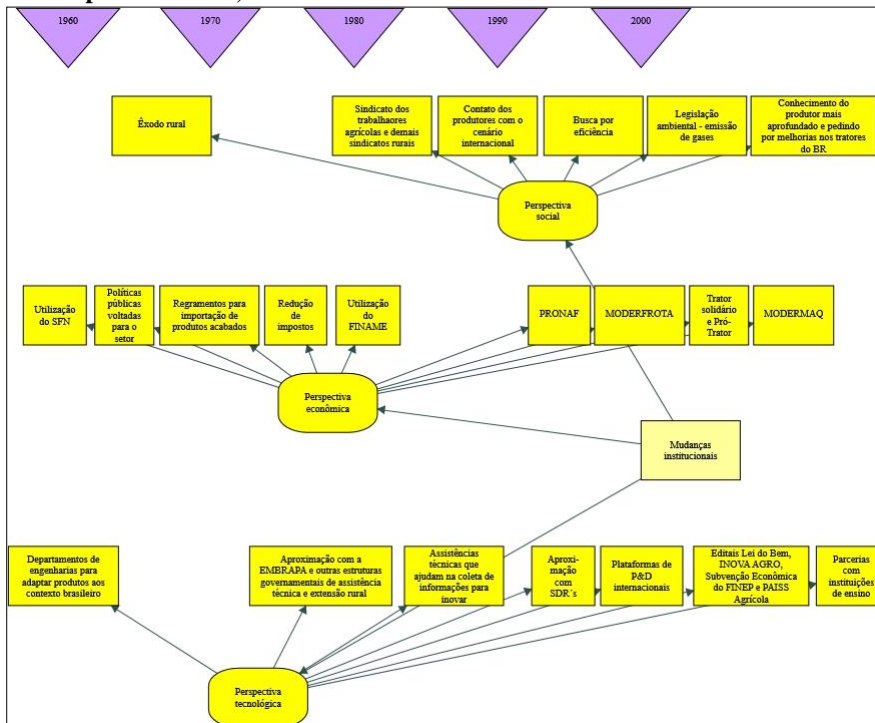 1960
1970
1980
1990
2000
Êxodo rural
Sindicato dos
trabalhaores
agrícolas e demais
sindicatos rurais
Contato dos
produtores com o
cenário
internacional
Busca por
eficiência
Legislação
ambiental - emissão
de gases
Conhecimento do
produtor mais
aprofundado e pedindo
por melhorias nos tratores
do BR
Perspectiva
social
Utilização
do SFN
Políticas
públicas
voltadas
para o
setor
Regramentos para
importação de
produtos acabados
Redução
de
impostos
Utilização
do
FINAME
PRONAF
MODERFROTA
Trator
solidário
e Pró-
Trator
MODERMAQ
Perspectiva
econômica
Mudanças
institucionais
Departamentos de
engenharias para
adaptar produtos aos
contexto brasileiro
Aproximação com a
EMBRAPA e outras estruturas
governamentais de assistência
técnica e extensão rural
Assistências
técnicas que
ajudam na coleta de
informações para
inovar
Aproxi-
mação
com
SDR´s
Plataformas de
P&D
internacionais
Editais Lei do Bem,
INOVA AGRO,
Subvenção Econômica
do FINEP e PAISS
Agrícola
Parcerias
com
instituições
de ensino
Perspectiva
tecnológica